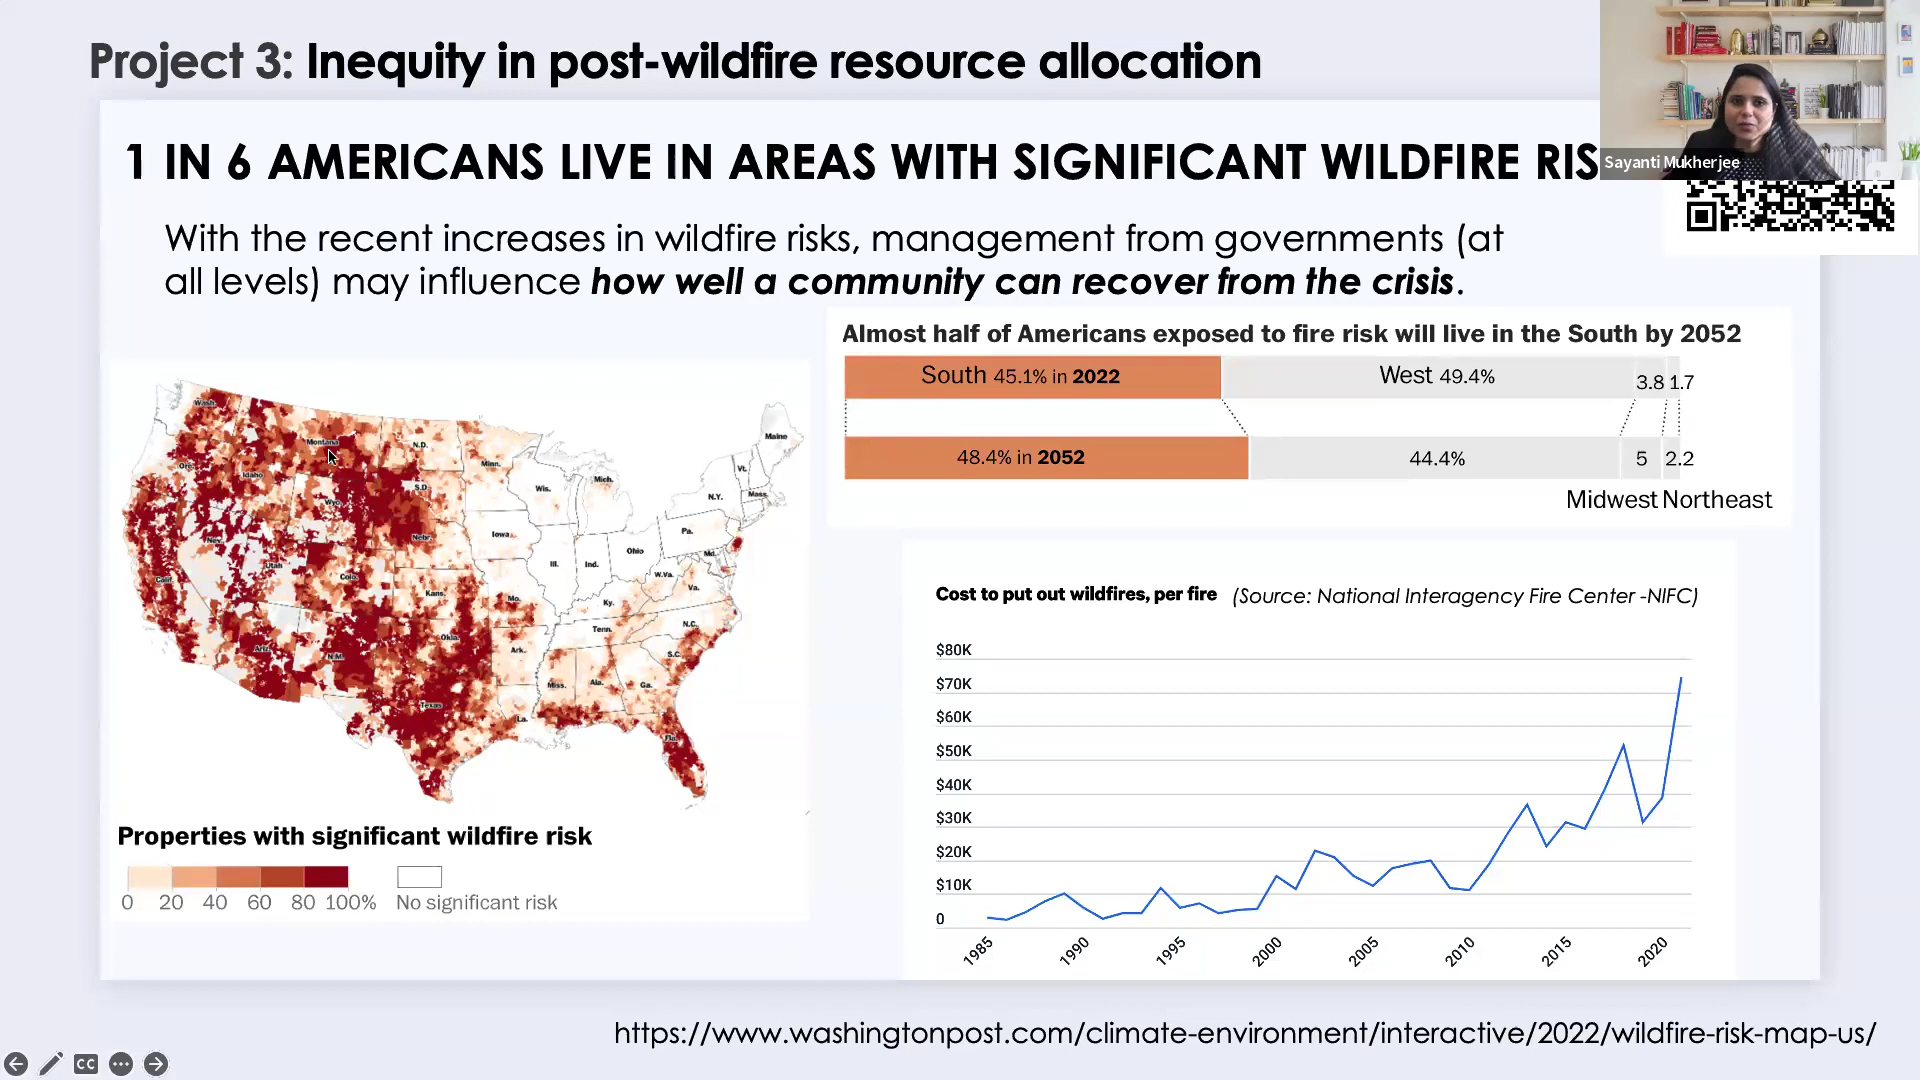 Project 3: Inequity in post-wildfire resource allocation
1 IN 6 AMERICANS LIVE IN AREAS WITH SIGNIFICANT WILDFIRE RIS
Sayanti Mukherjee
With the recent increases in wildfire risks, management from governments (at
all levels) may influence how well a community can recover from the crisis.
Almost half of Americans exposed to fire risk will live in the South by 2052
South 45.1% in 2022 West 49.4% 3.8 1.7
48.4% in 2052 44.4% 5 2.2
Midwest Northeast
Wash.
Montana
N.D.
Minn.
Maine
Ore.
Idaho
S.D.
Wis.
Mich.
Vt.
N.Y.
Mass.
Wyo.
Nev.
Nebr.
Iowa
Pa.
Utah
Colo.
Ill.
Ind.
Ohio
Md.
W.Va.
Va.
Calif.
Kans.
Mo.
Ky.
Ariz.
N.M.
Okla.
Ark.
Tenn.
N.C.
S.C.
Texas
La.
Miss.
Ala.
Ga.
Fla.
Properties with significant wildfire risk
0 20 40 60 80 100% No significant risk
Cost to put out wildfires, per fire (Source: National Interagency Fire Center -NIFC)
$80K
$70K
$60K
$50K
$40K
$30K
$20K
$10K
0
1985 1990 1995 2000 2005 2010 2015 2020
https://www.washingtonpost.com/climate-environment/interactive/2022/wildfire-risk-map-us/
CC